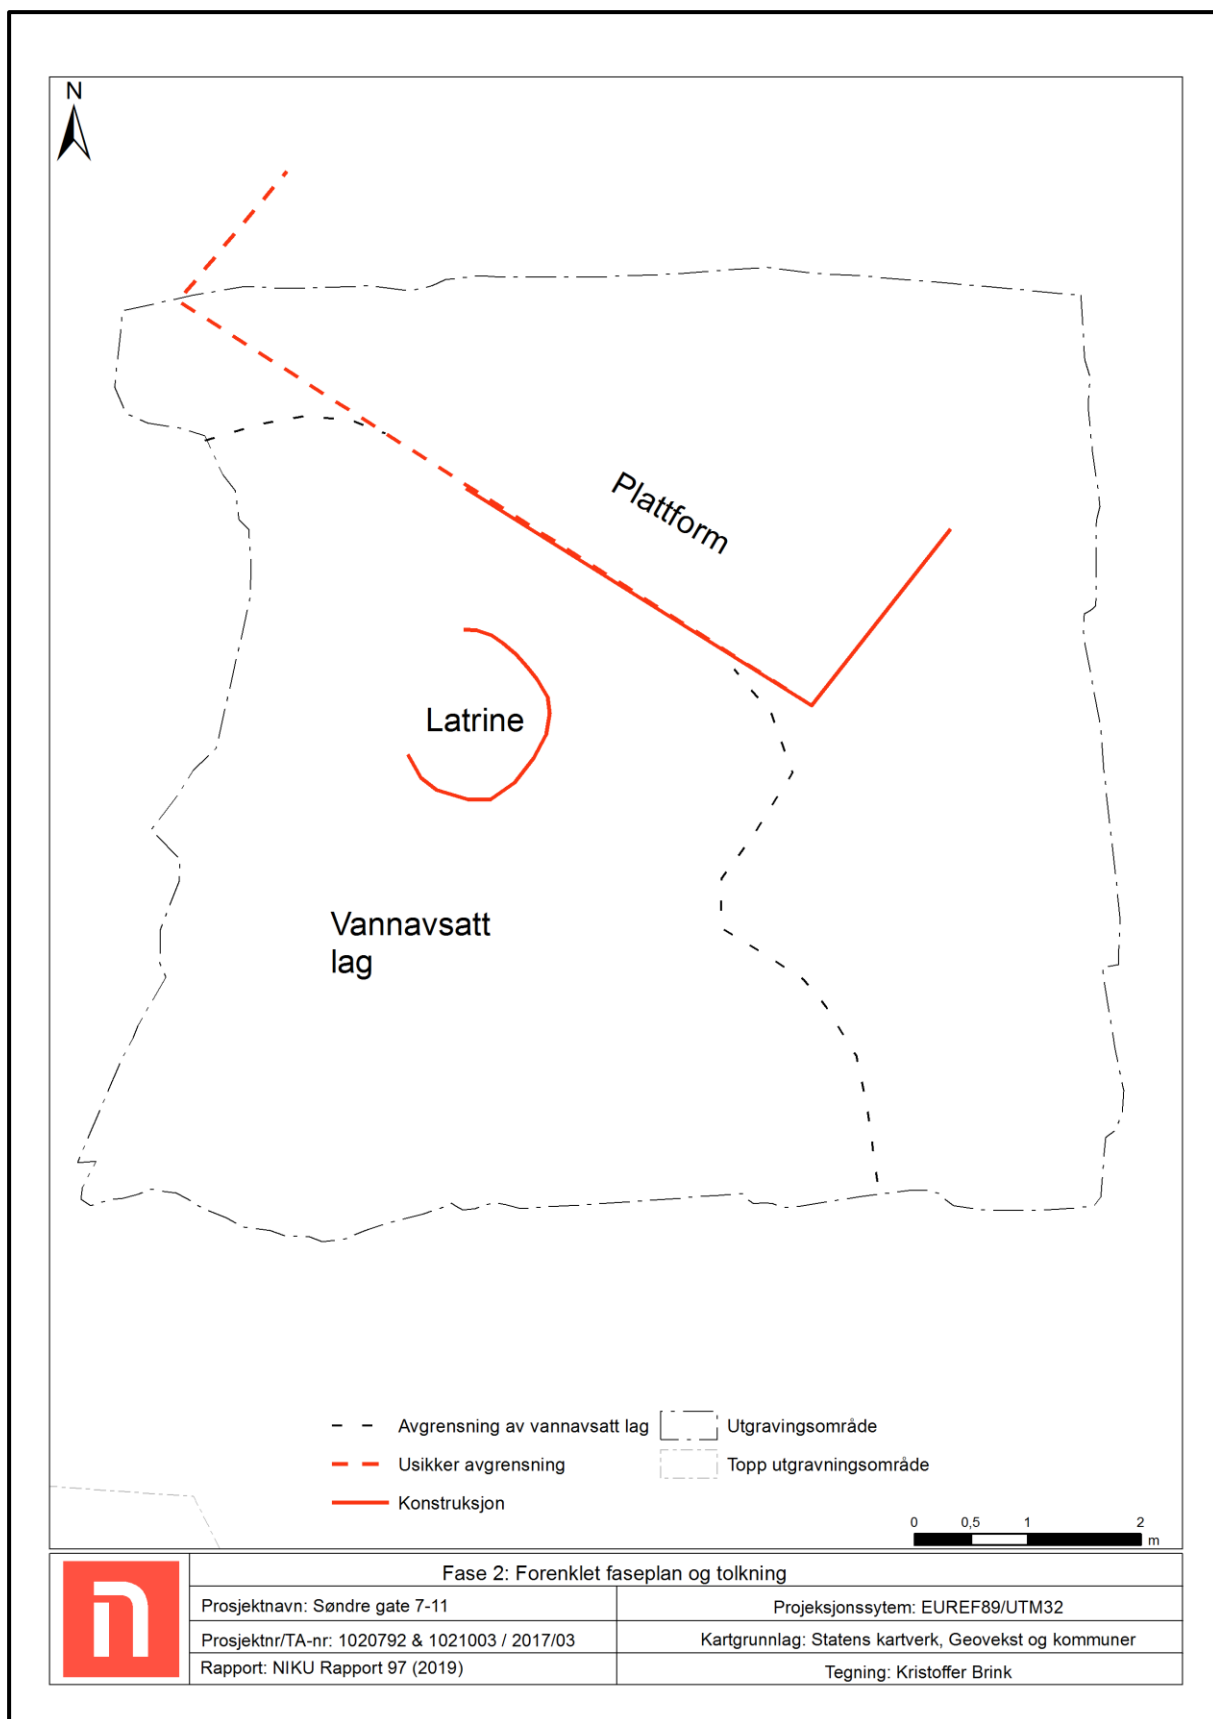 N
Plattform
Latrine
Vannavsatt
lag
Avgrensning av vannavsatt lag
Utgravingsområde
Usikker avgrensning
Topp utgravningsområde
Konstruksjon
0 0,5 1 2
m
Fase 2: Forenklet faseplan og tolkning
Prosjektnavn: Søndre gate 7-11
Projeksjonssytem: EUREF89/UTM32
Prosjektnr/TA-nr: 1020792 & 1021003 / 2017/03
Kartgrunnlag: Statens kartverk, Geovekst og kommuner
Rapport: NIKU Rapport 97 (2019)
Tegning: Kristoffer Brink